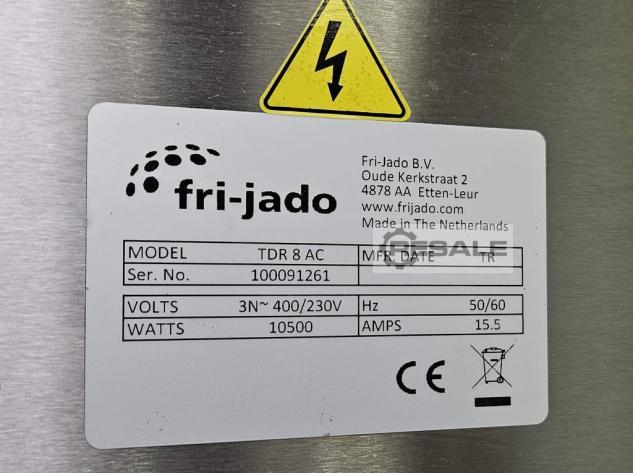 fri-jado
Fri-Jado B.V.
Oude Kerkstraat 2
4878 AA Etten-Leur
www.frijado.com
Made in The Netherlands
RESALE
MODEL TDR 8 AC MFR. DATE TR
Ser. No. 100091261
VOLTS 3N~ 400/230V Hz 50/60
WATTS 10500 AMPS 15.5
CE